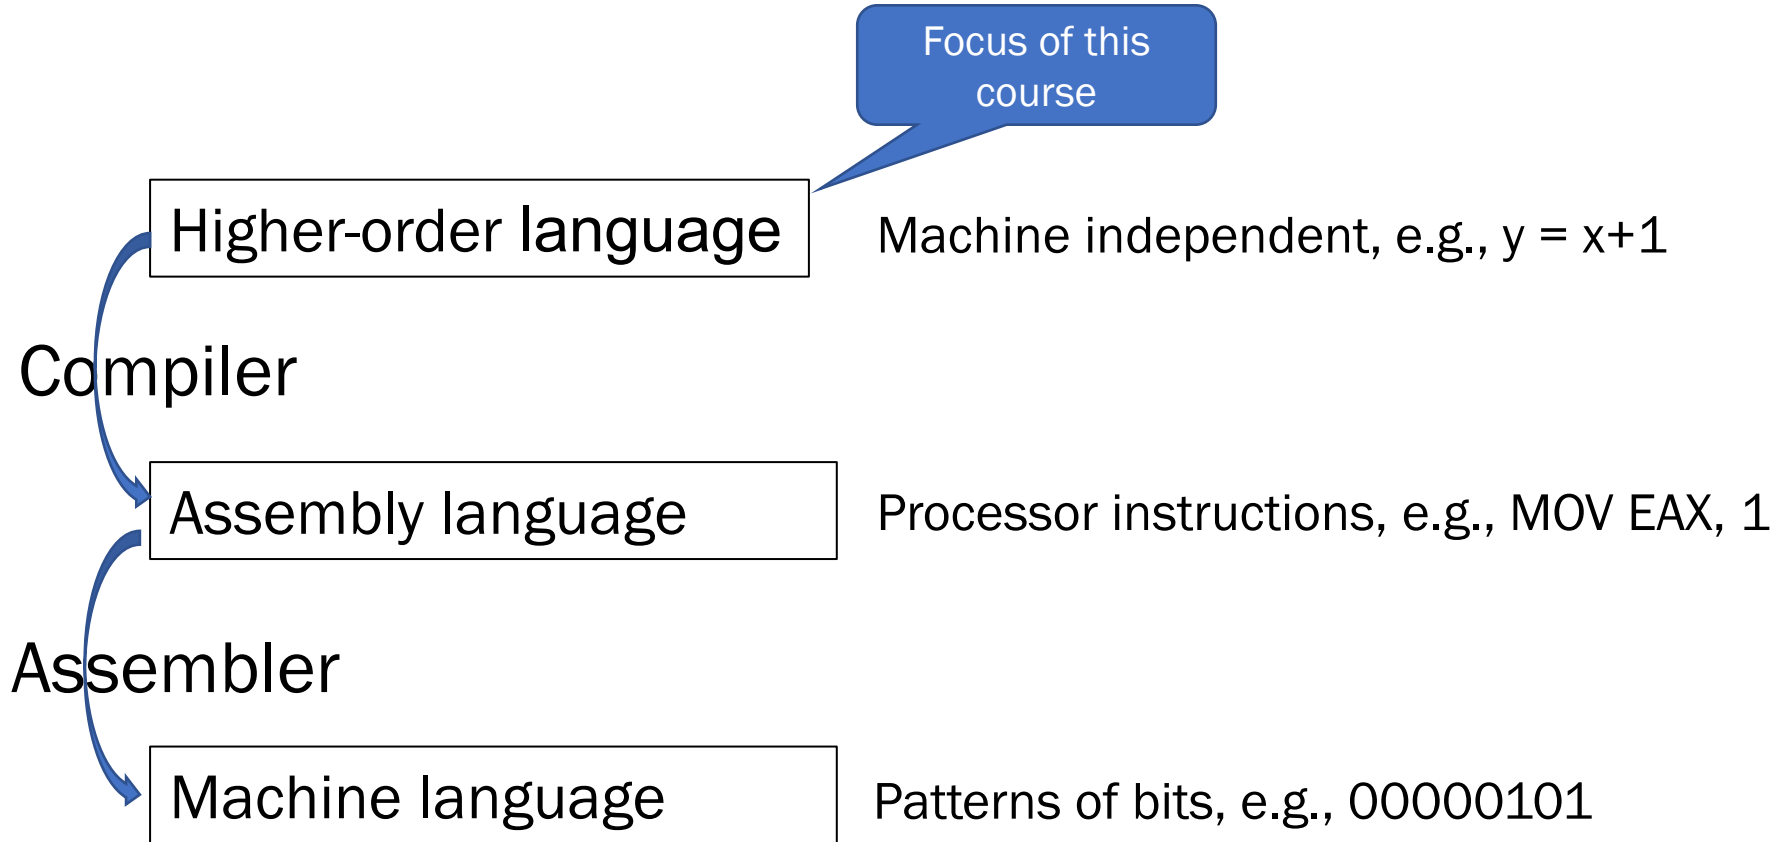 Focus of this
course
Higher-order language
Machine independent, e.g., y = x+1
Compiler
Assembly language
Processor instructions, e.g., MOV EAX, 1
Assembler
Machine language
Patterns of bits, e.g., 00000101